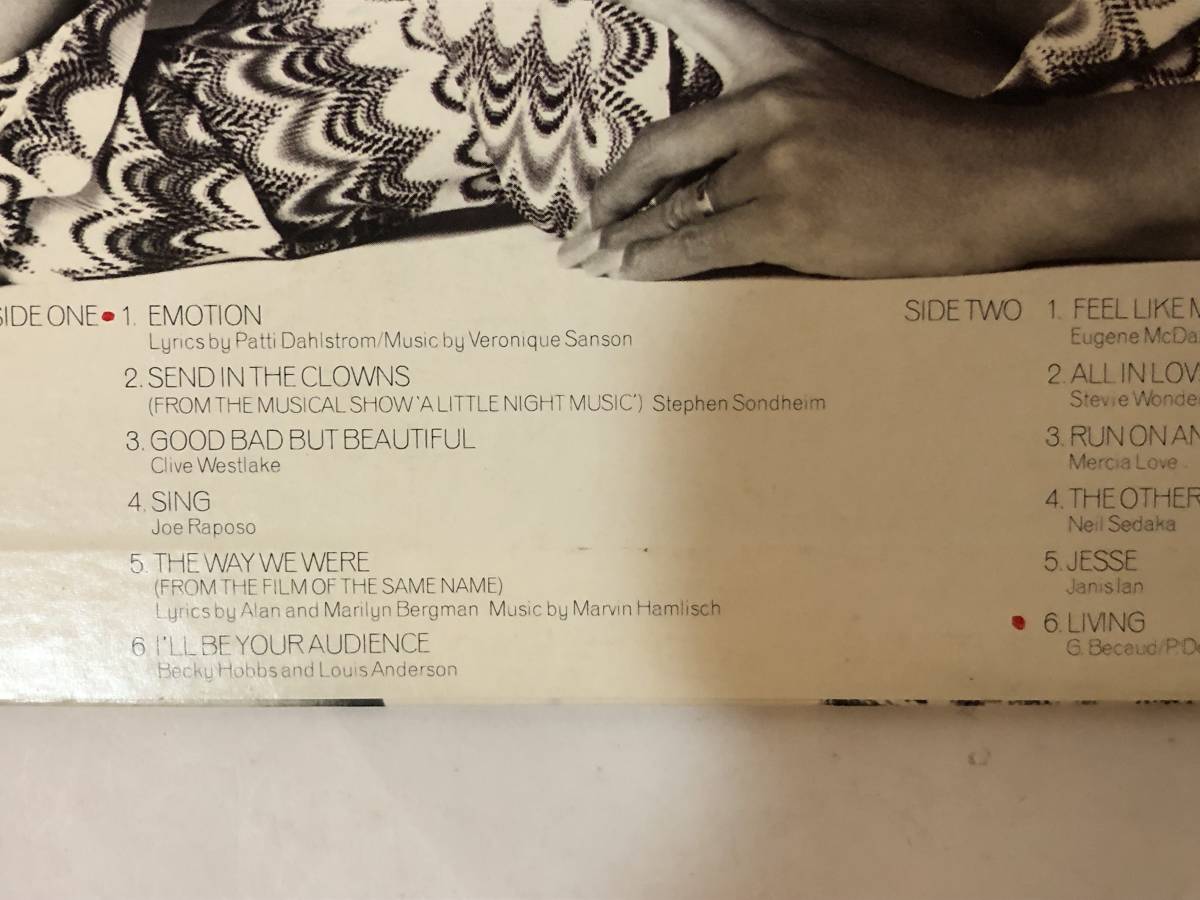 SIDE ONE 1. EMOTION
Lyrics by Patti Dahlstrom/Music by Veronique Sanson
2. SEND IN THE CLOWNS
(FROM THE MUSICAL SHOW 'A LITTLE NIGHT MUSIC') Stephen Sondheim
3. GOOD BAD BUT BEAUTIFUL
Clive Westlake
4. SING
Joe Raposo
5. THE WAY WE WERE
(FROM THE FILM OF THE SAME NAME)
Lyrics by Alan and Marilyn Bergman Music by Marvin Hamlisch
6 I'LL BE YOUR AUDIENCE
Becky Hobbs and Louis Anderson
SIDE TWO 1. FEEL LIKE M
Eugene McDa
2. ALL IN LOV
Stevie Wonde
3. RUN ON AN
Mercia Love
4. THE OTHER
Neil Sedaka
5. JESSE
Janis Ian
6. LIVING
G. Becaud/P. De